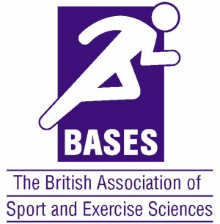 BASES
The British Association of
Sport and Exercise Sciences